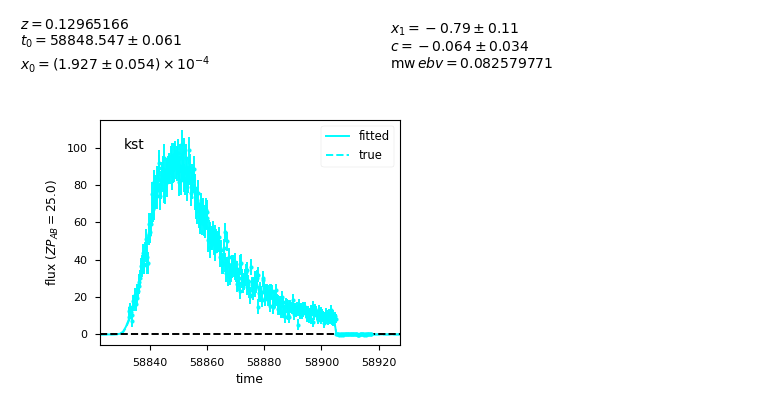 z = 0.12965166
t₀ = 58848.547 ± 0.061
x₀ = (1.927 ± 0.054) × 10⁻⁴
x₁ = −0.79 ± 0.11
c = −0.064 ± 0.034
mw ebv = 0.082579771
kst
fitted
true
100
80
60
40
20
0
flux (ZP_AB = 25.0)
58840 58860 58880 58900 58920
time